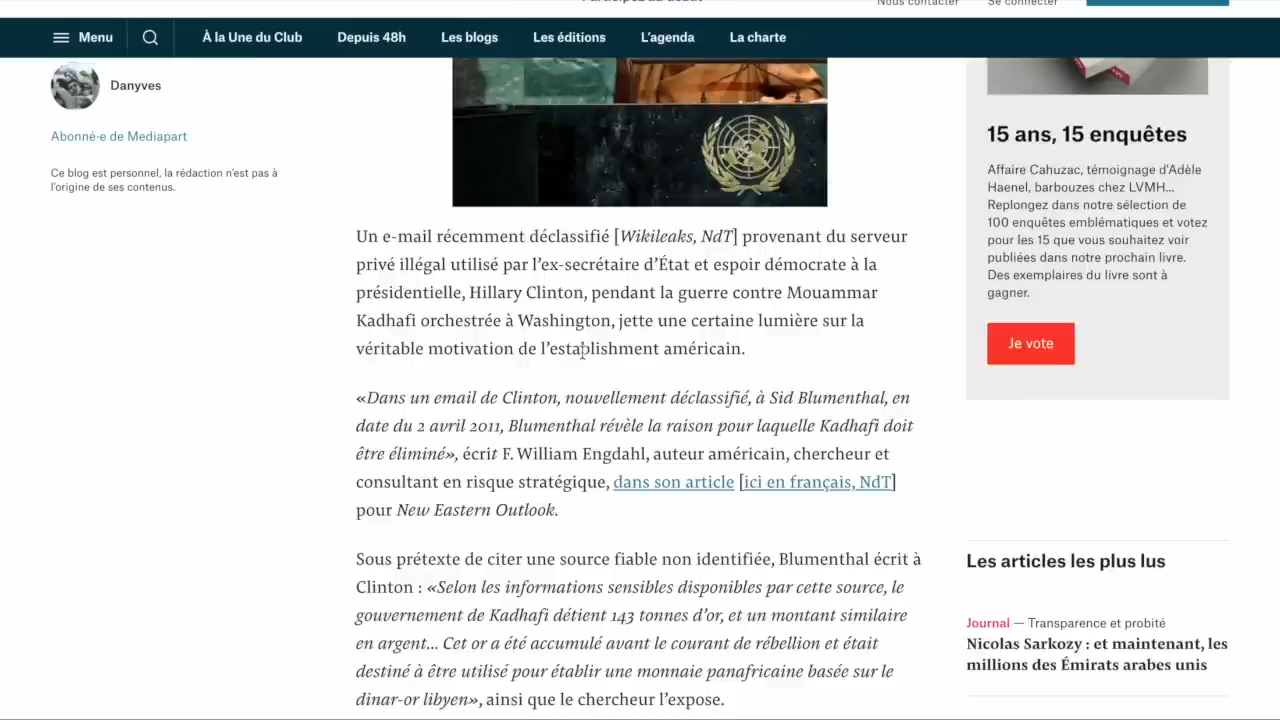 Nous contacter
Se connecter
Menu
À la Une du Club
Depuis 48h
Les blogs
Les éditions
L'agenda
La charte
Danyves
Abonné·e de Mediapart
Ce blog est personnel, la rédaction n'est pas à
l'origine de ses contenus.
Un e-mail récemment déclassifié [Wikileaks, NdT] provenant du serveur
privé illégal utilisé par l'ex-secrétaire d'État et espoir démocrate à la
présidentielle, Hillary Clinton, pendant la guerre contre Mouammar
Kadhafi orchestrée à Washington, jette une certaine lumière sur la
véritable motivation de l'establishment américain.
«Dans un email de Clinton, nouvellement déclassifié, à Sid Blumenthal, en
date du 2 avril 2011, Blumenthal révèle la raison pour laquelle Kadhafi doit
être éliminé», écrit F. William Engdahl, auteur américain, chercheur et
consultant en risque stratégique, dans son article [ici en français, NdT]
pour New Eastern Outlook.
Sous prétexte de citer une source fiable non identifiée, Blumenthal écrit à
Clinton : «Selon les informations sensibles disponibles par cette source, le
gouvernement de Kadhafi détient 143 tonnes d'or, et un montant similaire
en argent... Cet or a été accumulé avant le courant de rébellion et était
destiné à être utilisé pour établir une monnaie panafricaine basée sur le
dinar-or libyen», ainsi que le chercheur l'expose.
15 ans, 15 enquêtes
Affaire Cahuzac, témoignage d'Adèle
Haenel, barbouzes chez LVMH...
Replongez dans notre sélection de
100 enquêtes emblématiques et votez
pour les 15 que vous souhaitez voir
publiées dans notre prochain livre.
Des exemplaires du livre sont à
gagner.
Je vote
Les articles les plus lus
Journal — Transparence et probité
Nicolas Sarkozy : et maintenant, les
millions des Émirats arabes unis